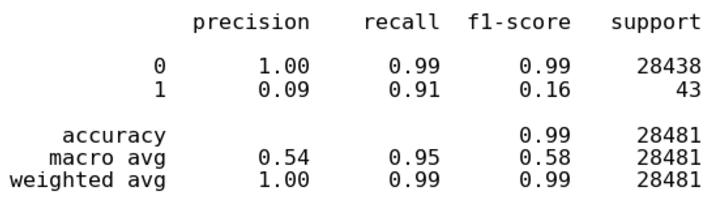 precision recall f1-score support
0 1.00 0.99 0.99 28438
1 0.09 0.91 0.16 43
accuracy 0.99 28481
macro avg 0.54 0.95 0.58 28481
weighted avg 1.00 0.99 0.99 28481